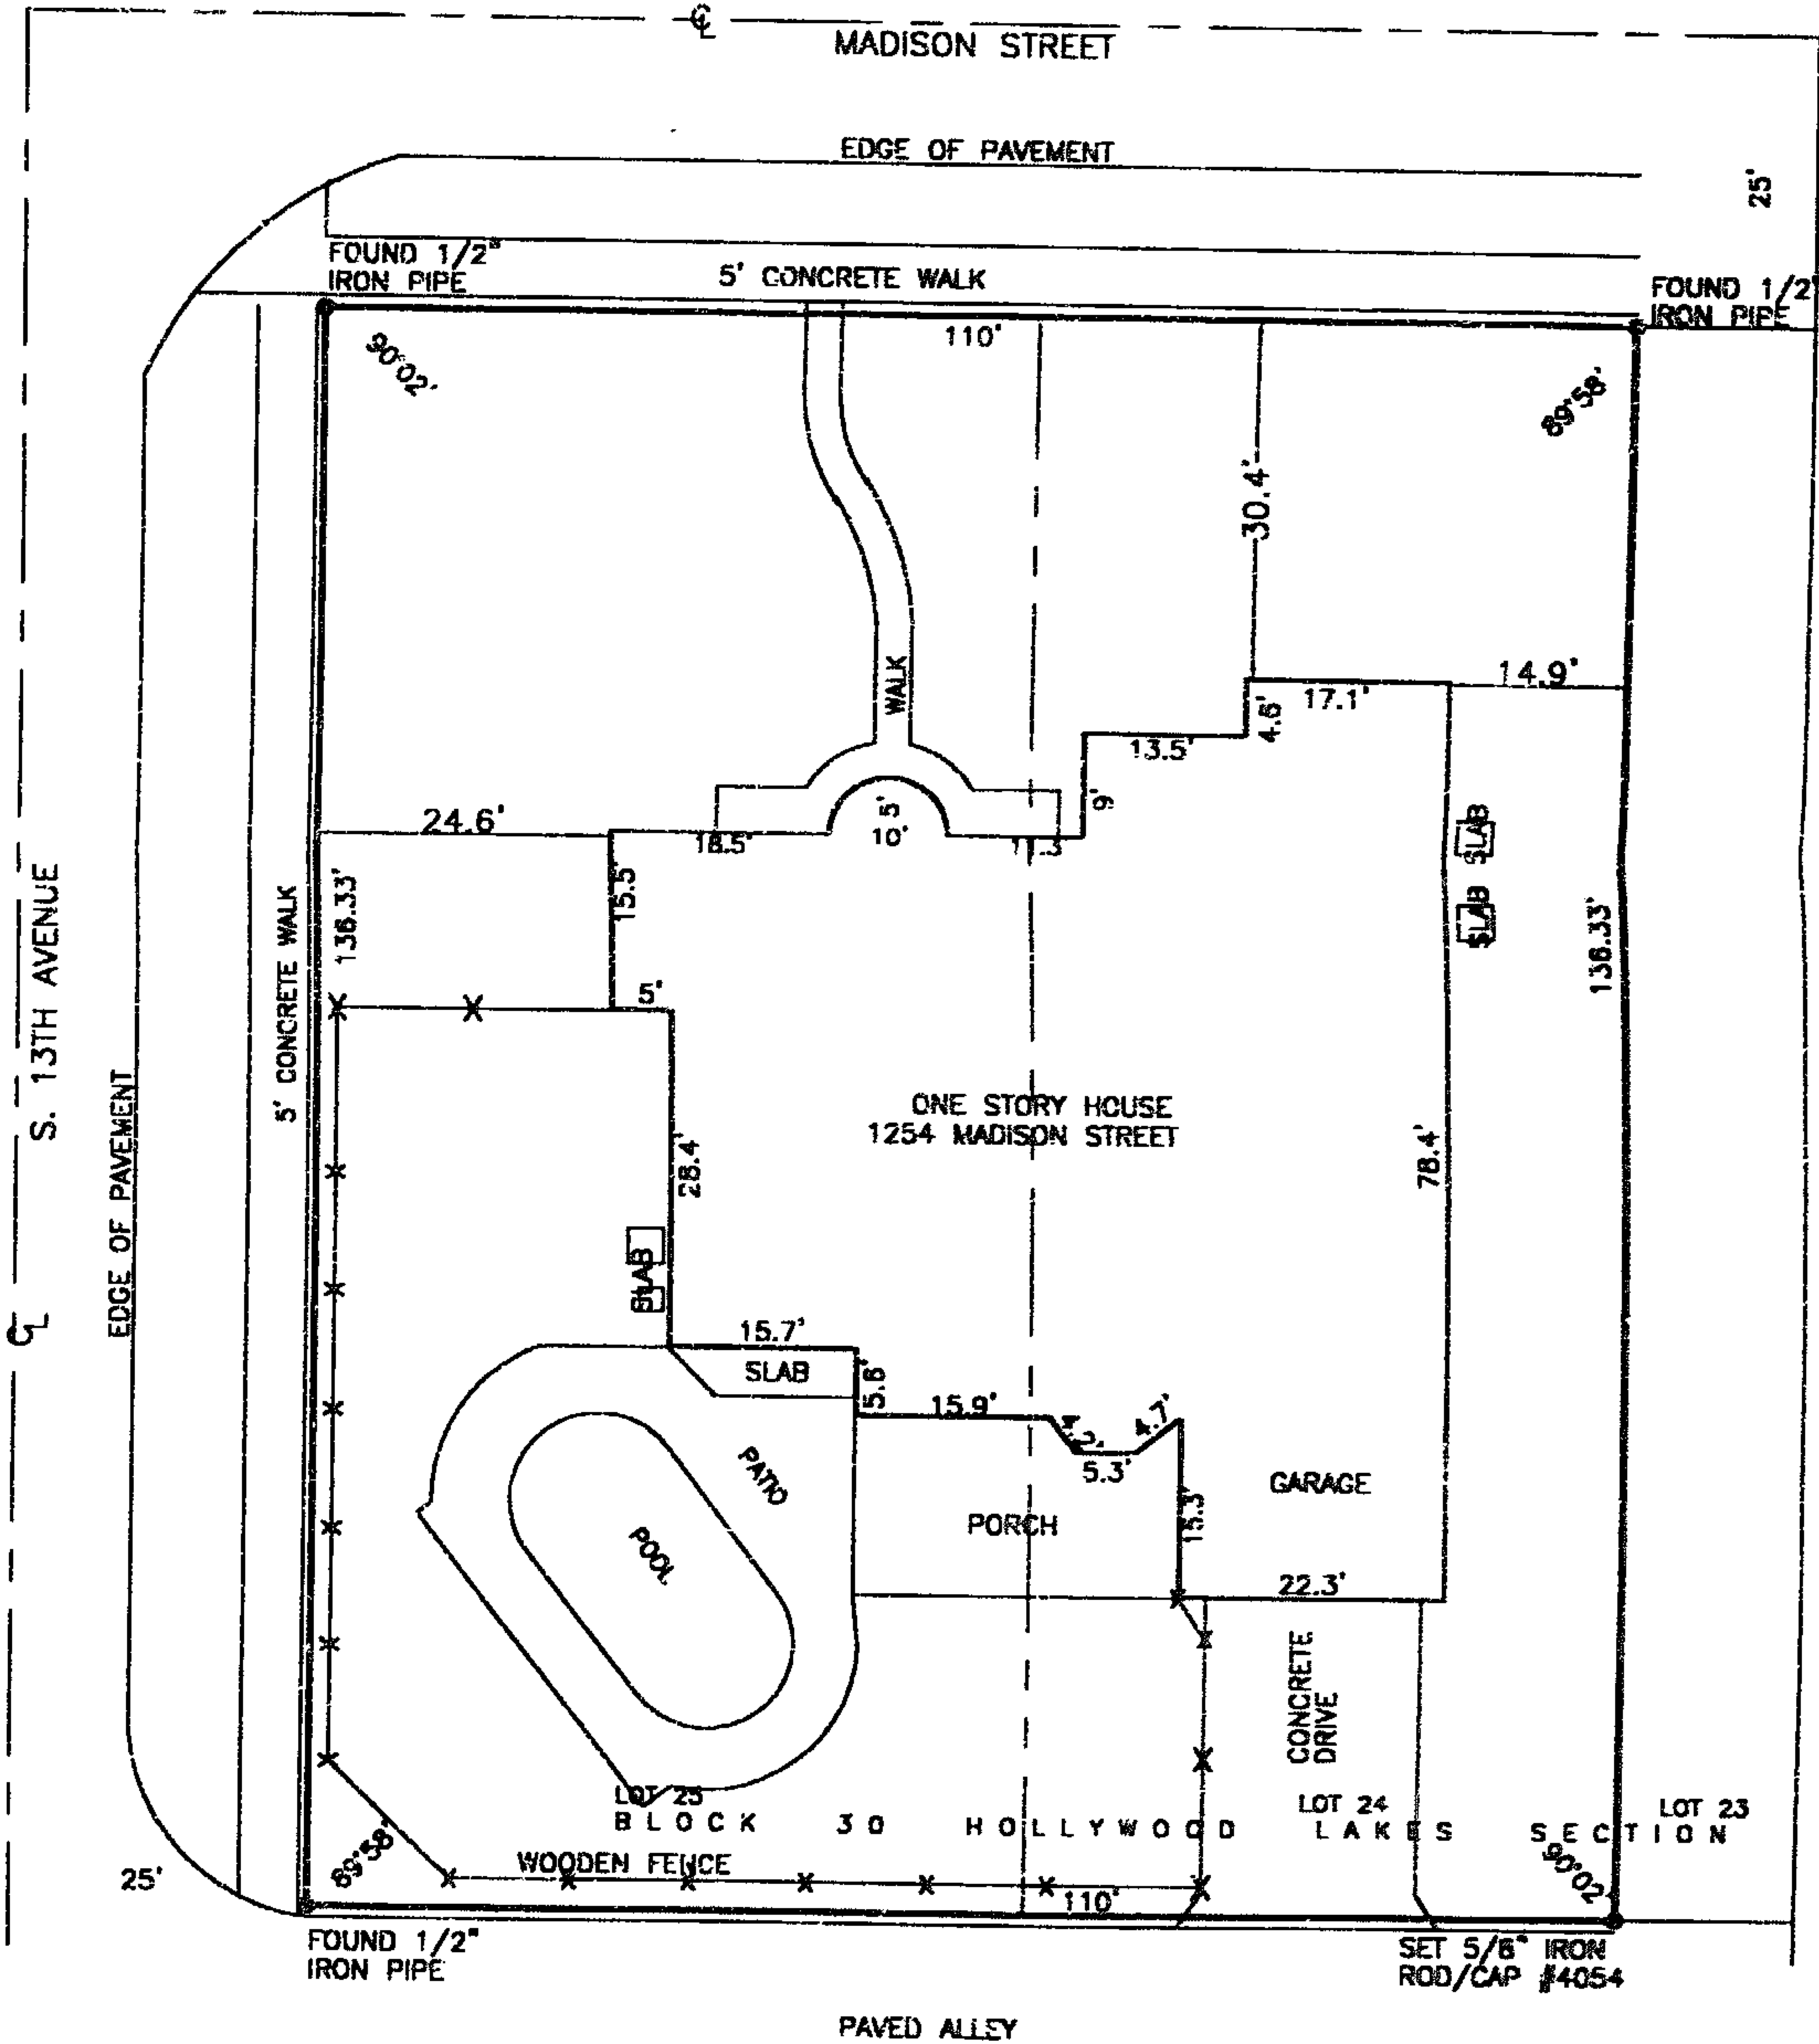 ℄
MADISON STREET
EDGE OF PAVEMENT
25'
FOUND 1/2"
IRON PIPE
5' CONCRETE WALK
FOUND 1/2"
IRON PIPE
110'
90°02'
89°58'
30.4'
WALK
14.9'
17.1'
4.6'
13.5'
9'
24.6'
18.5'
5'
10'
11.3'
15.5'
136.33'
SLAB
SLAB
S. 13TH AVENUE
5' CONCRETE WALK
136.33'
5'
EDGE OF PAVEMENT
ONE STORY HOUSE
1254 MADISON STREET
28.4'
78.4'
SLAB
℄
15.7'
SLAB
5.6'
15.9'
4.2'
5.3'
4.7'
PATIO
GARAGE
PORCH
15.3'
POOL
22.3'
CONCRETE
DRIVE
LOT 25
LOT 24
LOT 23
BLOCK 30 HOLLYWOOD LAKES SECTION
25'
89°58'
WOODEN FENCE
90°02'
110'
FOUND 1/2"
IRON PIPE
SET 5/8" IRON
ROD/CAP #4054
PAVED ALLEY